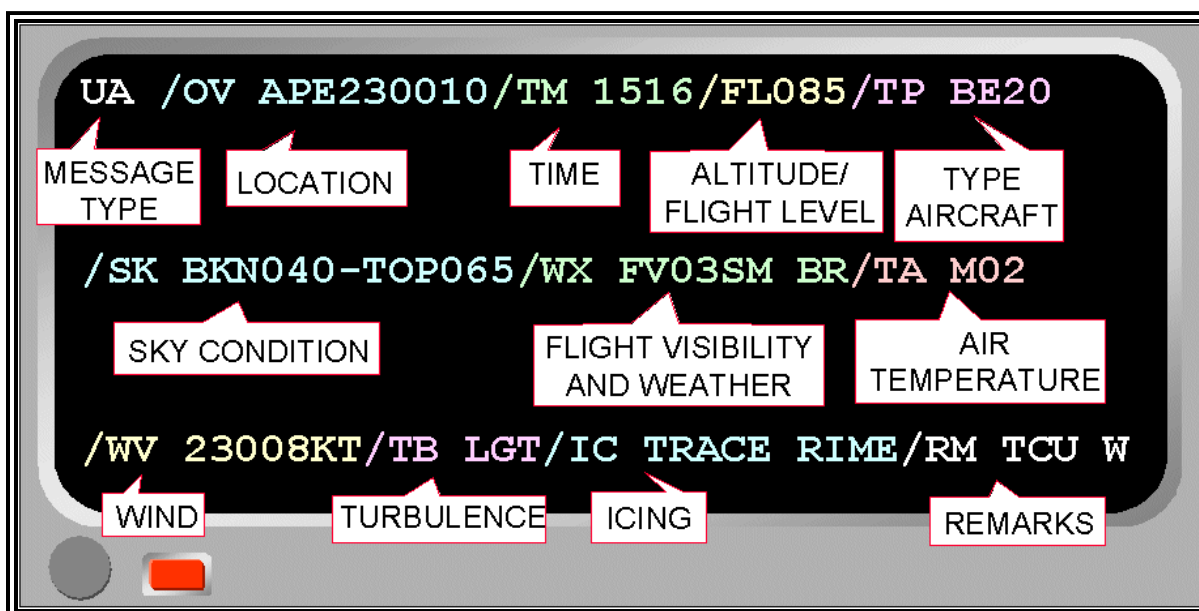 UA /OV APE230010/TM 1516/FL085/TP BE20
MESSAGE
TYPE
LOCATION
TIME
ALTITUDE/
FLIGHT LEVEL
TYPE
AIRCRAFT
/SK BKN040-TOP065/WX FV03SM BR/TA M02
SKY CONDITION
FLIGHT VISIBILITY
AND WEATHER
AIR
TEMPERATURE
/WV 23008KT/TB LGT/IC TRACE RIME/RM TCU W
WIND
TURBULENCE
ICING
REMARKS